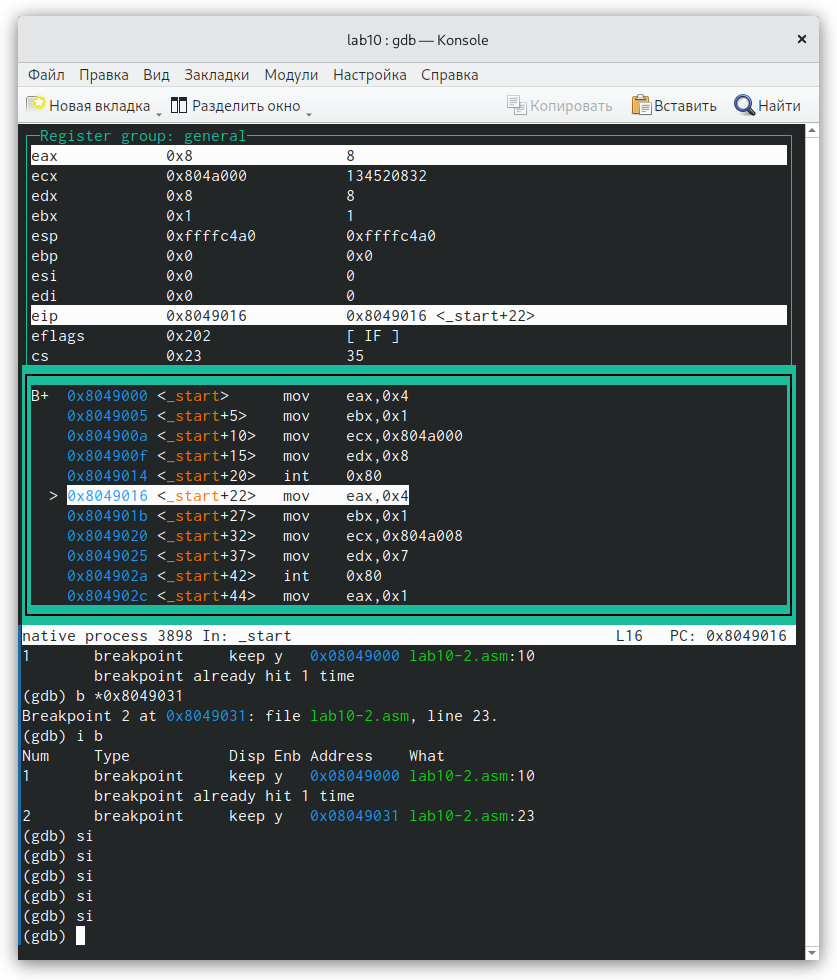 lab10 : gdb — Konsole
Файл Правка Вид Закладки Модули Настройка Справка
Новая вкладка Разделить окно Копировать Вставить Найти
Register group: general
eax 0x8 8
ecx 0x804a000 134520832
edx 0x8 8
ebx 0x1 1
esp 0xffffc4a0 0xffffc4a0
ebp 0x0 0x0
esi 0x0 0
edi 0x0 0
eip 0x8049016 0x8049016 <_start+22>
eflags 0x202 [ IF ]
cs 0x23 35
B+ 0x8049000 <_start> mov eax,0x4
0x8049005 <_start+5> mov ebx,0x1
0x804900a <_start+10> mov ecx,0x804a000
0x804900f <_start+15> mov edx,0x8
0x8049014 <_start+20> int 0x80
> 0x8049016 <_start+22> mov eax,0x4
0x804901b <_start+27> mov ebx,0x1
0x8049020 <_start+32> mov ecx,0x804a008
0x8049025 <_start+37> mov edx,0x7
0x804902a <_start+42> int 0x80
0x804902c <_start+44> mov eax,0x1
native process 3898 In: _start L16 PC: 0x8049016
1 breakpoint keep y 0x08049000 lab10-2.asm:10
breakpoint already hit 1 time
(gdb) b *0x8049031
Breakpoint 2 at 0x8049031: file lab10-2.asm, line 23.
(gdb) i b
Num Type Disp Enb Address What
1 breakpoint keep y 0x08049000 lab10-2.asm:10
breakpoint already hit 1 time
2 breakpoint keep y 0x08049031 lab10-2.asm:23
(gdb) si
(gdb) si
(gdb) si
(gdb) si
(gdb) si
(gdb)